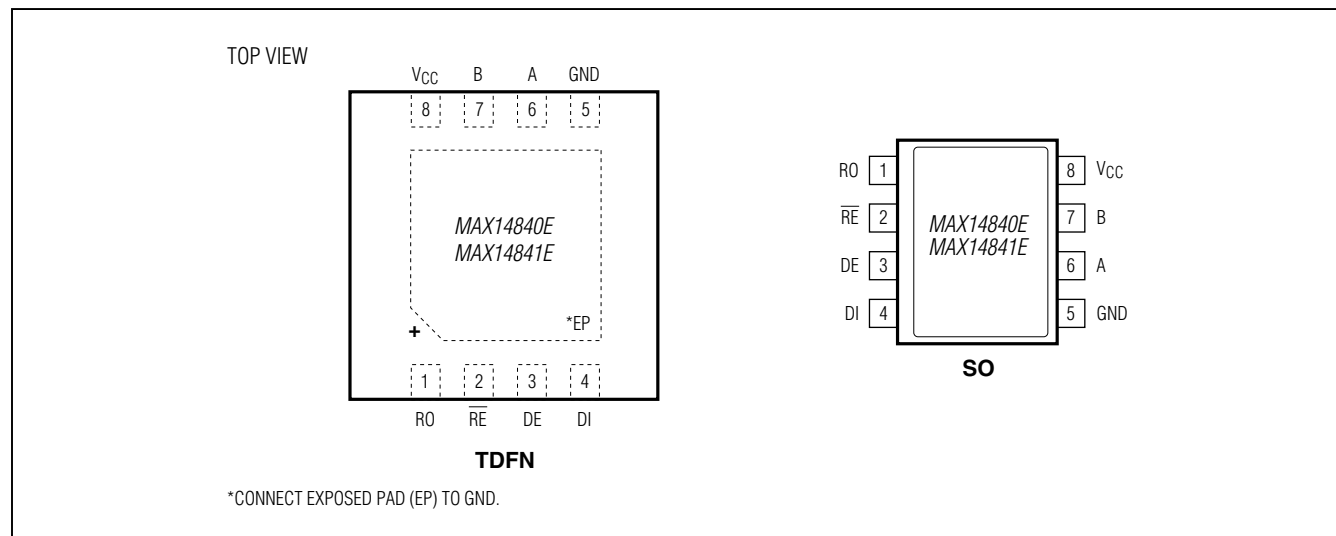 TOP VIEW
VCC B A GND
8 7 6 5
MAX14840E
MAX14841E
*EP
+
1 2 3 4
RO RE DE DI
TDFN
*CONNECT EXPOSED PAD (EP) TO GND.
RO 1
RE 2
DE 3
DI 4
MAX14840E
MAX14841E
8 VCC
7 B
6 A
5 GND
SO